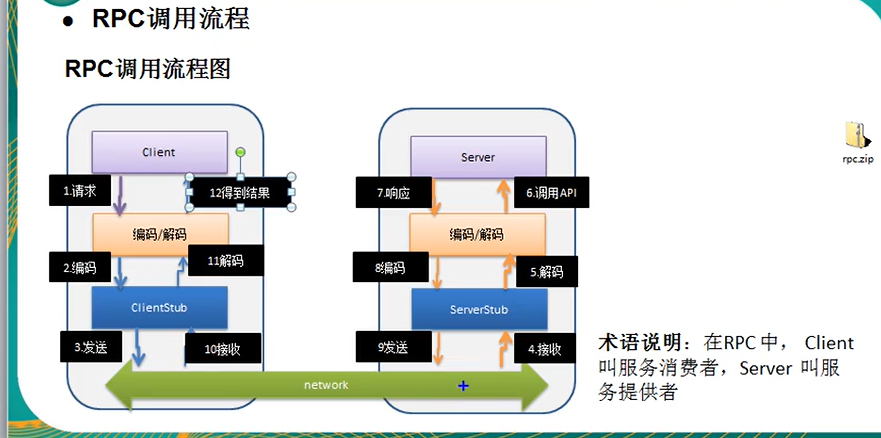 ● RPC调用流程
RPC调用流程图
Client
Server
1.请求
12得到结果
7.响应
6.调用API
编码/解码
编码/解码
2.编码
11解码
8编码
5.解码
ClientStub
ServerStub
3.发送
10接收
9发送
4.接收
network
术语说明：在RPC中， Client
叫服务消费者，Server 叫服
务提供者
rpc.zip